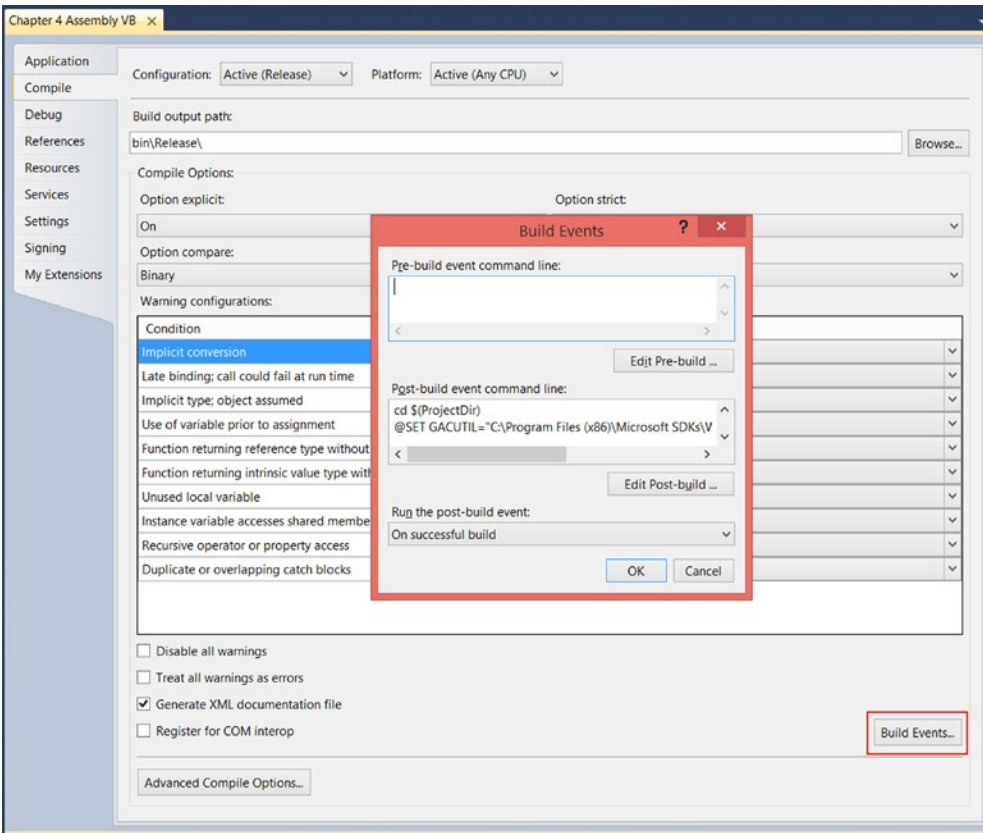 Chapter 4 Assembly VB
Application
Compile
Debug
References
Resources
Services
Settings
Signing
My Extensions
Configuration: Active (Release) Platform: Active (Any CPU)
Build output path:
bin\Release\ Browse...
Compile Options:
Option explicit: Option strict:
On
Option compare:
Binary
Warning configurations:
Condition
Implicit conversion
Late binding; call could fail at run time
Implicit type; object assumed
Use of variable prior to assignment
Function returning reference type without
Function returning intrinsic value type with
Unused local variable
Instance variable accesses shared membe
Recursive operator or property access
Duplicate or overlapping catch blocks
Disable all warnings
Treat all warnings as errors
Generate XML documentation file
Register for COM interop
Build Events...
Advanced Compile Options...
Build Events ?
Pre-build event command line:
Edit Pre-build ...
Post-build event command line:
cd $(ProjectDir)
@SET GACUTIL="C:\Program Files (x86)\Microsoft SDKs\
Edit Post-build ...
Run the post-build event:
On successful build
OK Cancel